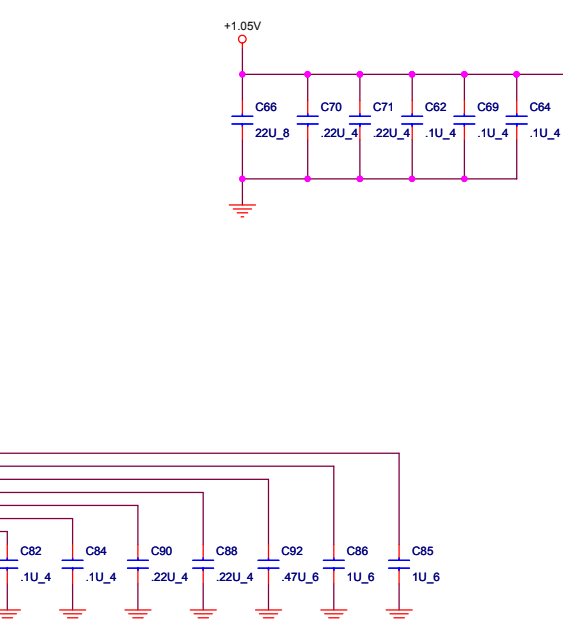 +1.05V
C66 C70 C71 C62 C69 C64
22U_8 .22U_4 .22U_4 .1U_4 .1U_4 .1U_4
C82 C84 C90 C88 C92 C86 C85
.1U_4 .1U_4 .22U_4 .22U_4 .47U_6 1U_6 1U_6